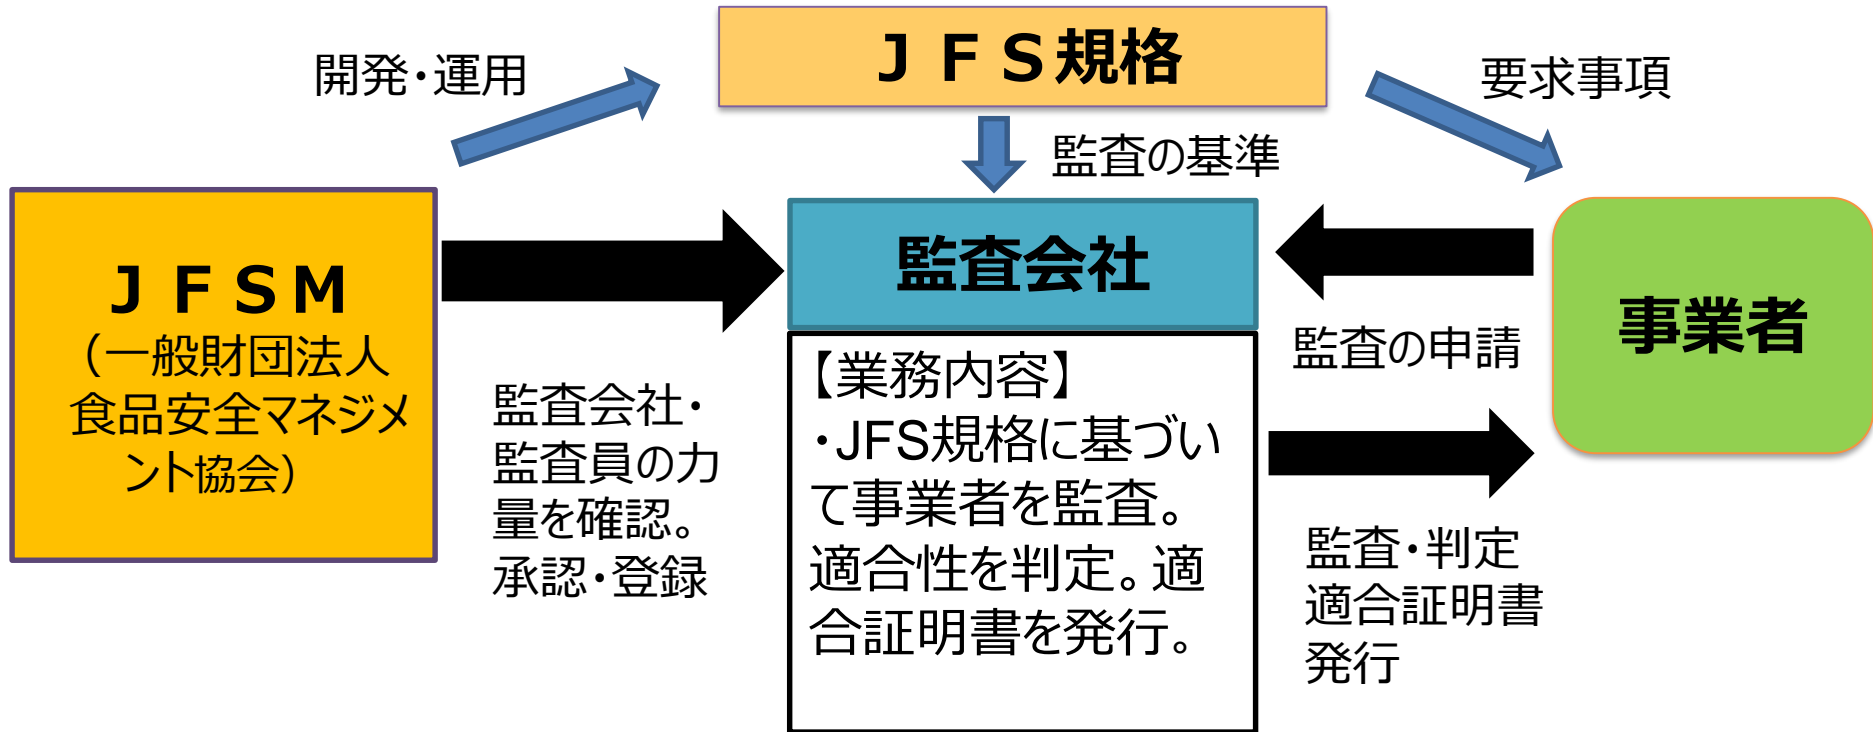 ＪＦＳ規格
開発・運用
要求事項
監査の基準
ＪＦＳＭ
（一般財団法人
食品安全マネジメ
ント協会）
監査会社・
監査員の力
量を確認。
承認・登録
監査会社
【業務内容】
・JFS規格に基づい
て事業者を監査。
適合性を判定。適
合証明書を発行。
監査の申請
事業者
監査・判定
適合証明書
発行